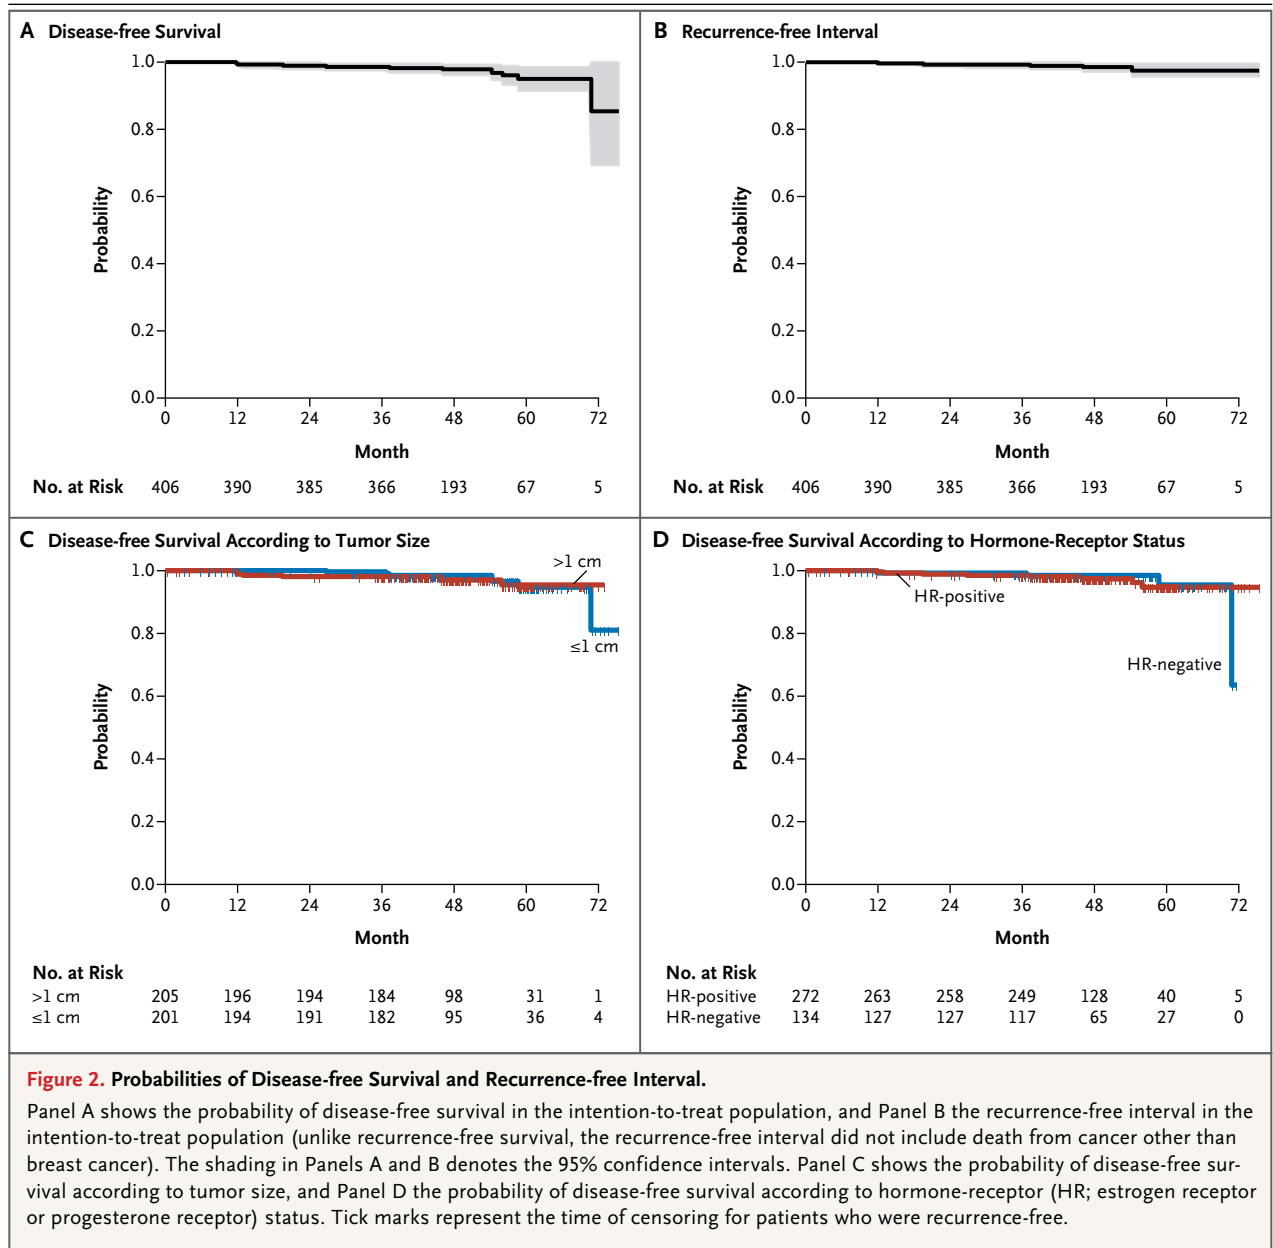 A Disease-free Survival
1.0
0.8
0.6
0.4
0.2
0.0
Probability
0 12 24 36 48 60 72
Month
No. at Risk 406 390 385 366 193 67 5
B Recurrence-free Interval
1.0
0.8
0.6
0.4
0.2
0.0
Probability
0 12 24 36 48 60 72
Month
No. at Risk 406 390 385 366 193 67 5
C Disease-free Survival According to Tumor Size
1.0
0.8
0.6
0.4
0.2
0.0
Probability
>1 cm
≤1 cm
0 12 24 36 48 60 72
Month
No. at Risk
>1 cm 205 196 194 184 98 31 1
≤1 cm 201 194 191 182 95 36 4
D Disease-free Survival According to Hormone-Receptor Status
1.0
0.8
0.6
0.4
0.2
0.0
Probability
HR-positive
HR-negative
0 12 24 36 48 60 72
Month
No. at Risk
HR-positive 272 263 258 249 128 40 5
HR-negative 134 127 127 117 65 27 0
Figure 2. Probabilities of Disease-free Survival and Recurrence-free Interval.
Panel A shows the probability of disease-free survival in the intention-to-treat population, and Panel B the recurrence-free interval in the
intention-to-treat population (unlike recurrence-free survival, the recurrence-free interval did not include death from cancer other than
breast cancer). The shading in Panels A and B denotes the 95% confidence intervals. Panel C shows the probability of disease-free sur-
vival according to tumor size, and Panel D the probability of disease-free survival according to hormone-receptor (HR; estrogen receptor
or progesterone receptor) status. Tick marks represent the time of censoring for patients who were recurrence-free.